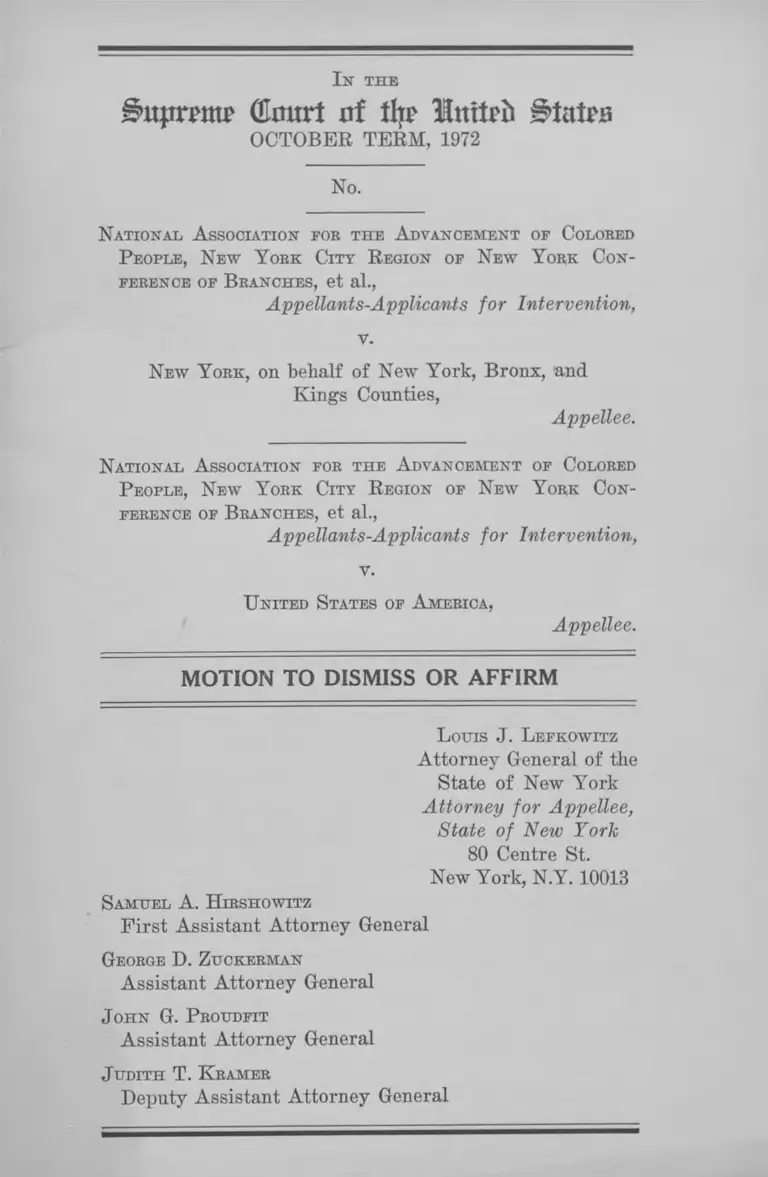 In the
Supreme Court of the United States
OCTOBER TERM, 1972
No.
National Association for the Advancement of Colored
People, New York City Region of New York Con-
ference of Branches, et al.,
Appellants-Applicants for Intervention,
v.
New York, on behalf of New York, Bronx, and
Kings Counties,
Appellee.
National Association for the Advancement of Colored
People, New York City Region of New York Con-
ference of Branches, et al.,
Appellants-Applicants for Intervention,
v.
United States of America,
Appellee.
MOTION TO DISMISS OR AFFIRM
Louis J. Lefkowitz
Attorney General of the
State of New York
Attorney for Appellee,
State of New York
80 Centre St.
New York, N.Y. 10013
Samuel A. Hirshowitz
First Assistant Attorney General
George D. Zuckerman
Assistant Attorney General
John G. Proudfit
Assistant Attorney General
Judith T. Kramer
Deputy Assistant Attorney General